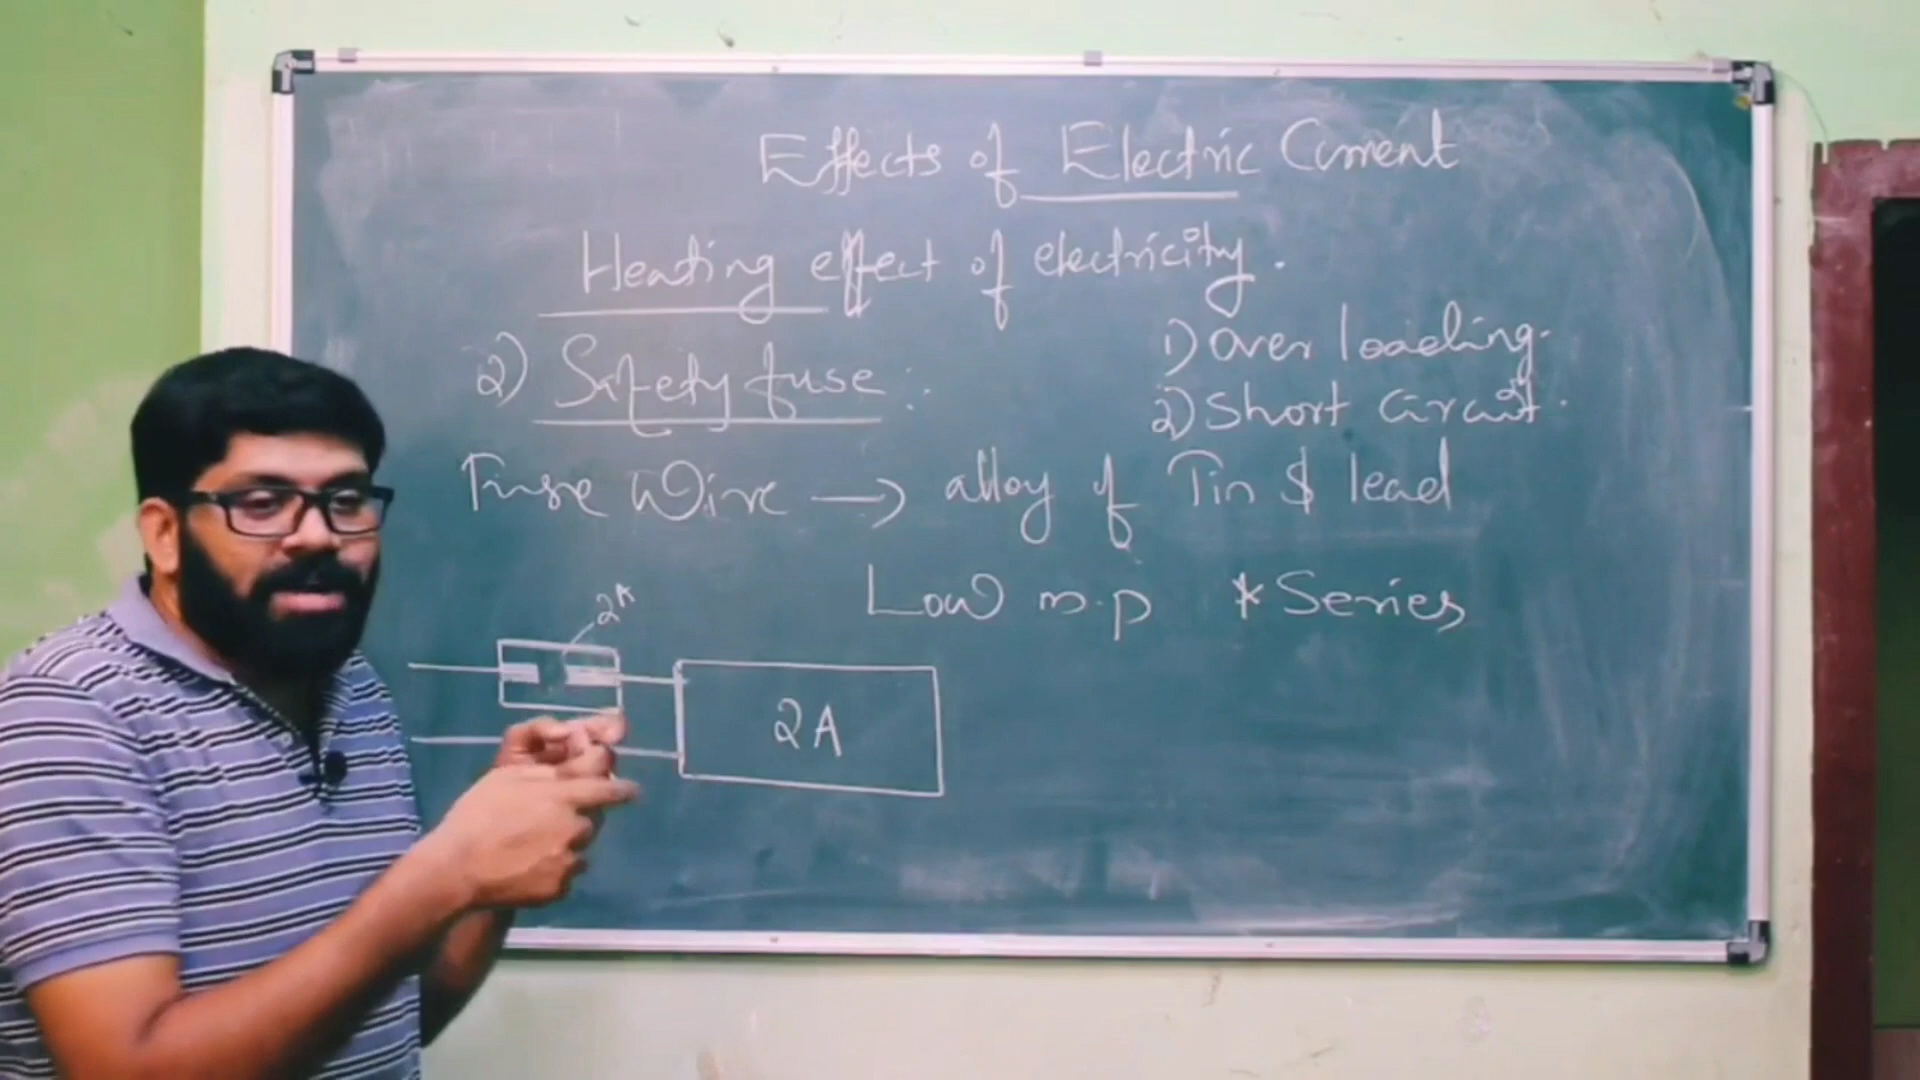 Effects of Electric Current
Heating effect of electricity.
2) Safety fuse :-
1) Over loading.
2) Short Circuit.
Fuse Wire → alloy of Tin & lead
Low m.p * Series
2A
2A